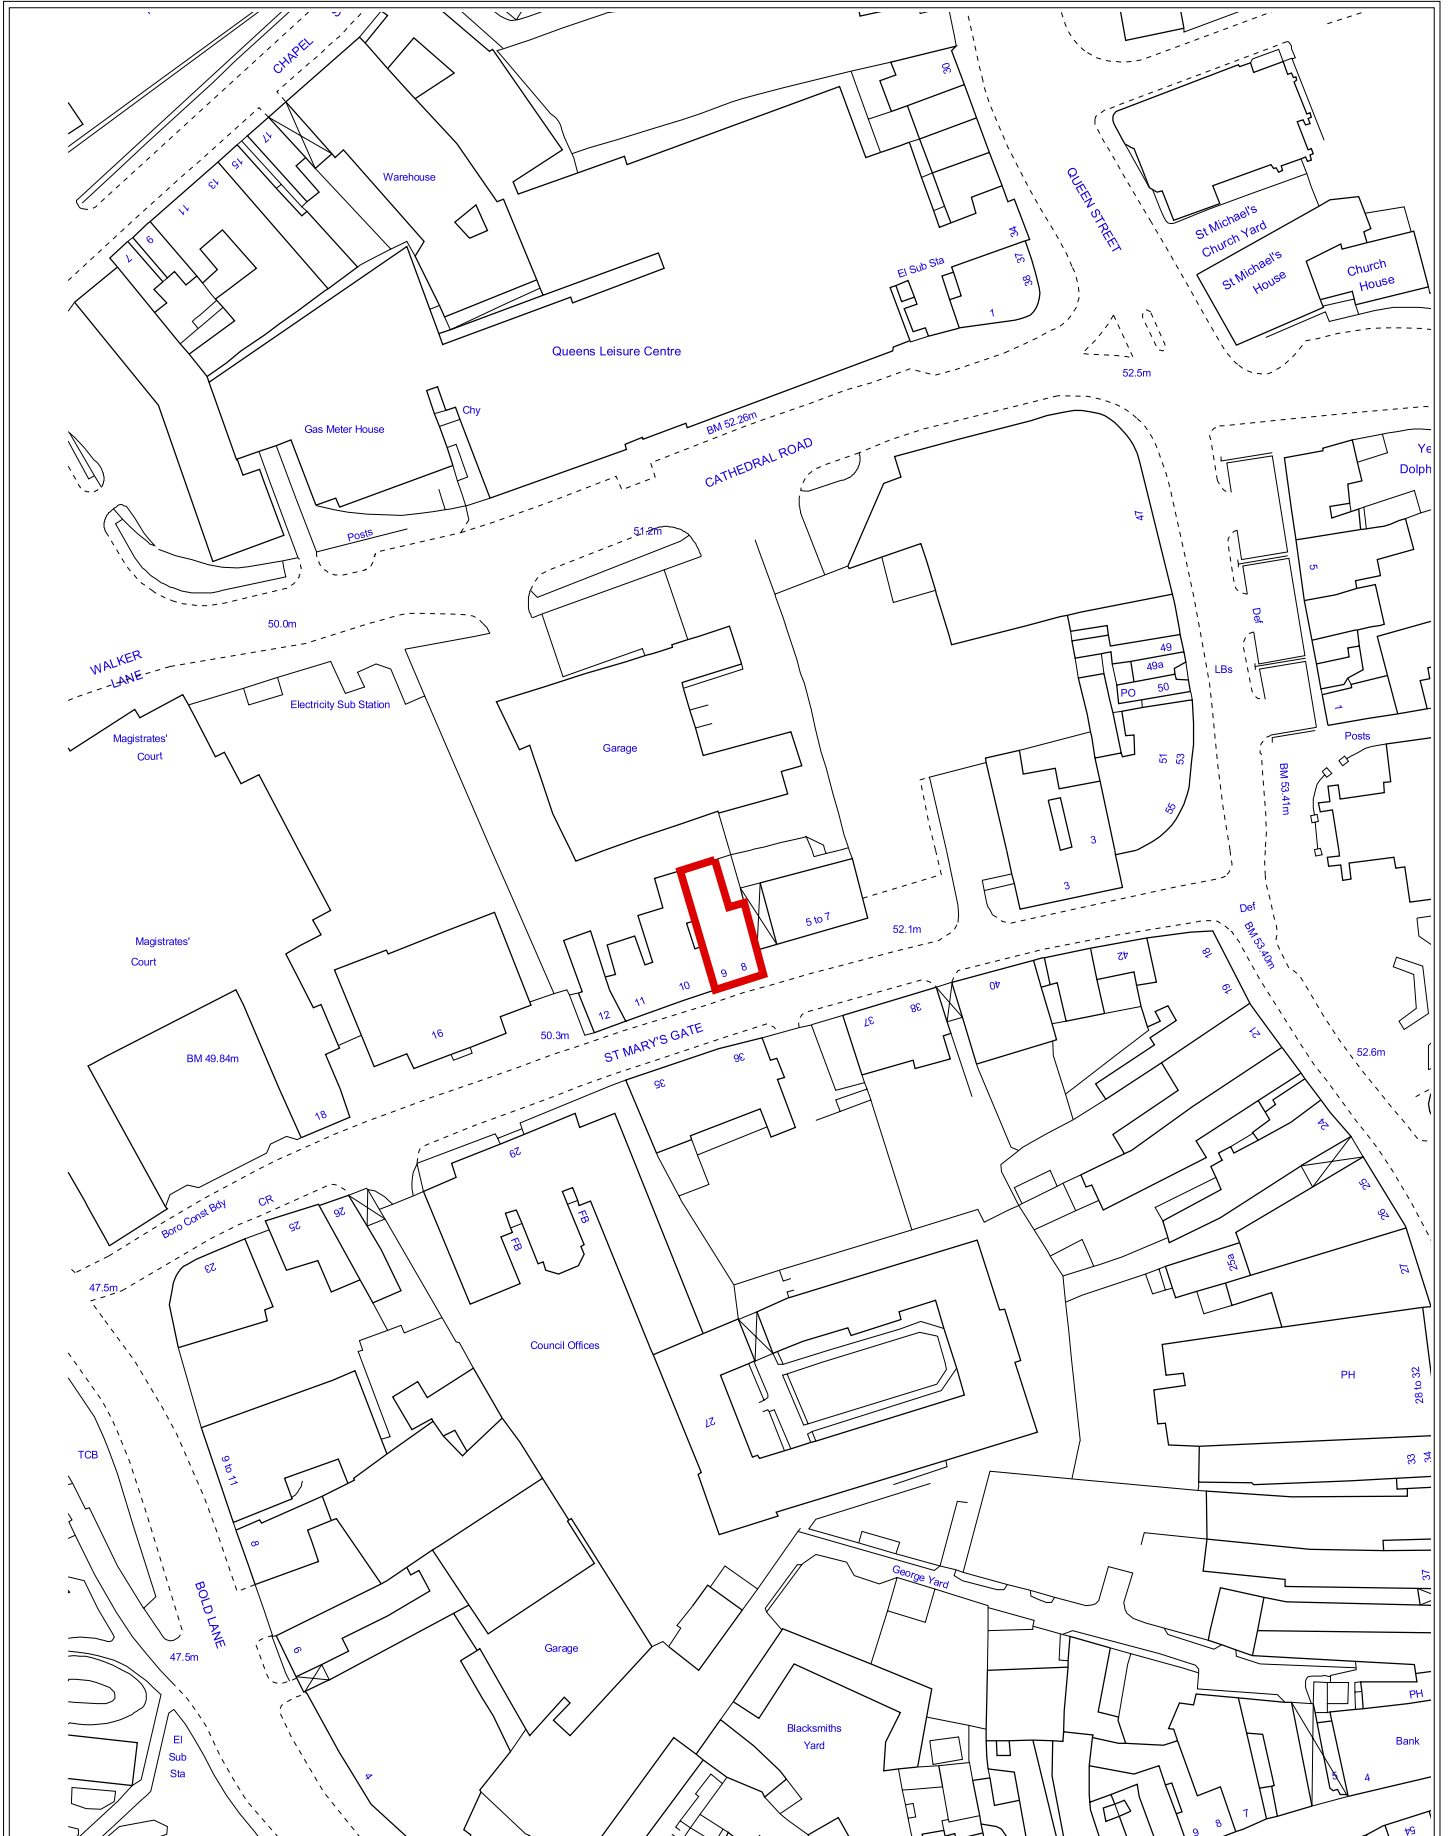 CHAPEL
30
17
15
13
11
9
7
Warehouse
QUEEN STREET
St Michael's
Church Yard
St Michael's
House
Church
House
34
37
38
1
El Sub Sta
Queens Leisure Centre
52.5m
Chy
Gas Meter House
BM 52.26m
CATHEDRAL ROAD
Posts
51.2m
47
5
Def
50.0m
WALKER
LANE
Electricity Sub Station
Magistrates'
Court
Garage
49
49a
PO
50
LBs
1
Posts
51
53
55
BM 53.41m
3
3
Magistrates'
Court
5 to 7
52.1m
Def
BM 53.40m
9
8
10
11
12
16
50.3m
ST MARY'S GATE
BM 49.84m
18
37
38
40
42
18
19
21
52.6m
35
36
24
25
26
27
25a
29
FB
FB
Boro Const Bdy
CR
25
26
23
47.5m
Council Offices
27
PH
28 to 32
33
34
TCB
9 to 11
8
BOLD LANE
6
47.5m
Garage
George Yard
37
El
Sub
Sta
4
Blacksmiths
Yard
PH
Bank
5
4
7
8
9
54